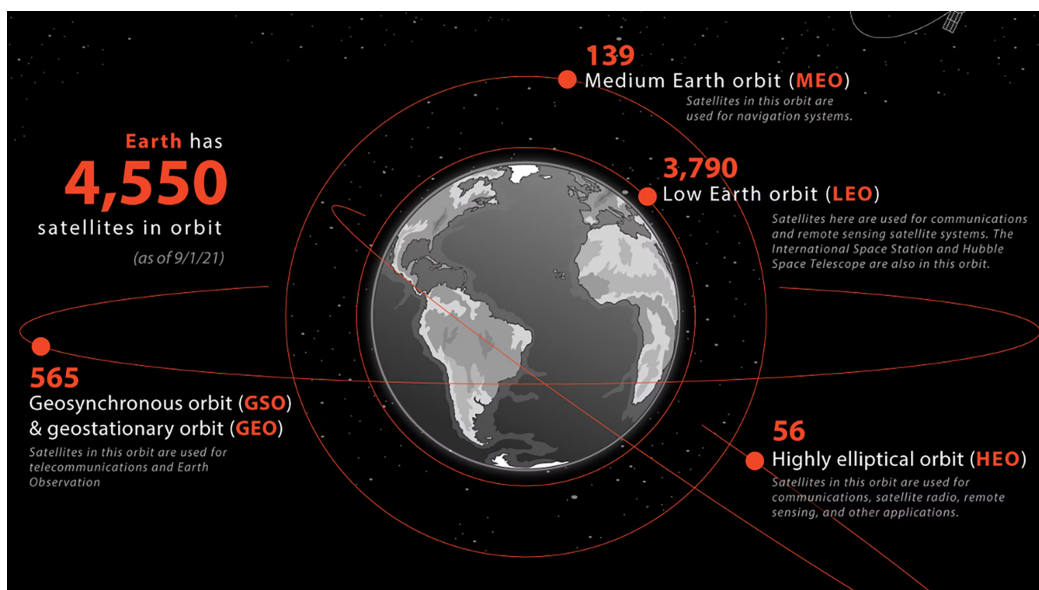 139
Medium Earth orbit (MEO)
Satellites in this orbit are
used for navigation systems.
Earth has
4,550
satellites in orbit
(as of 9/1/21)
3,790
Low Earth orbit (LEO)
Satellites here are used for communications
and remote sensing satellite systems. The
International Space Station and Hubble
Space Telescope are also in this orbit.
565
Geosynchronous orbit (GSO)
& geostationary orbit (GEO)
Satellites in this orbit are used for
telecommunications and Earth
Observation
56
Highly elliptical orbit (HEO)
Satellites in this orbit are used for
communications, satellite radio, remote
sensing, and other applications.